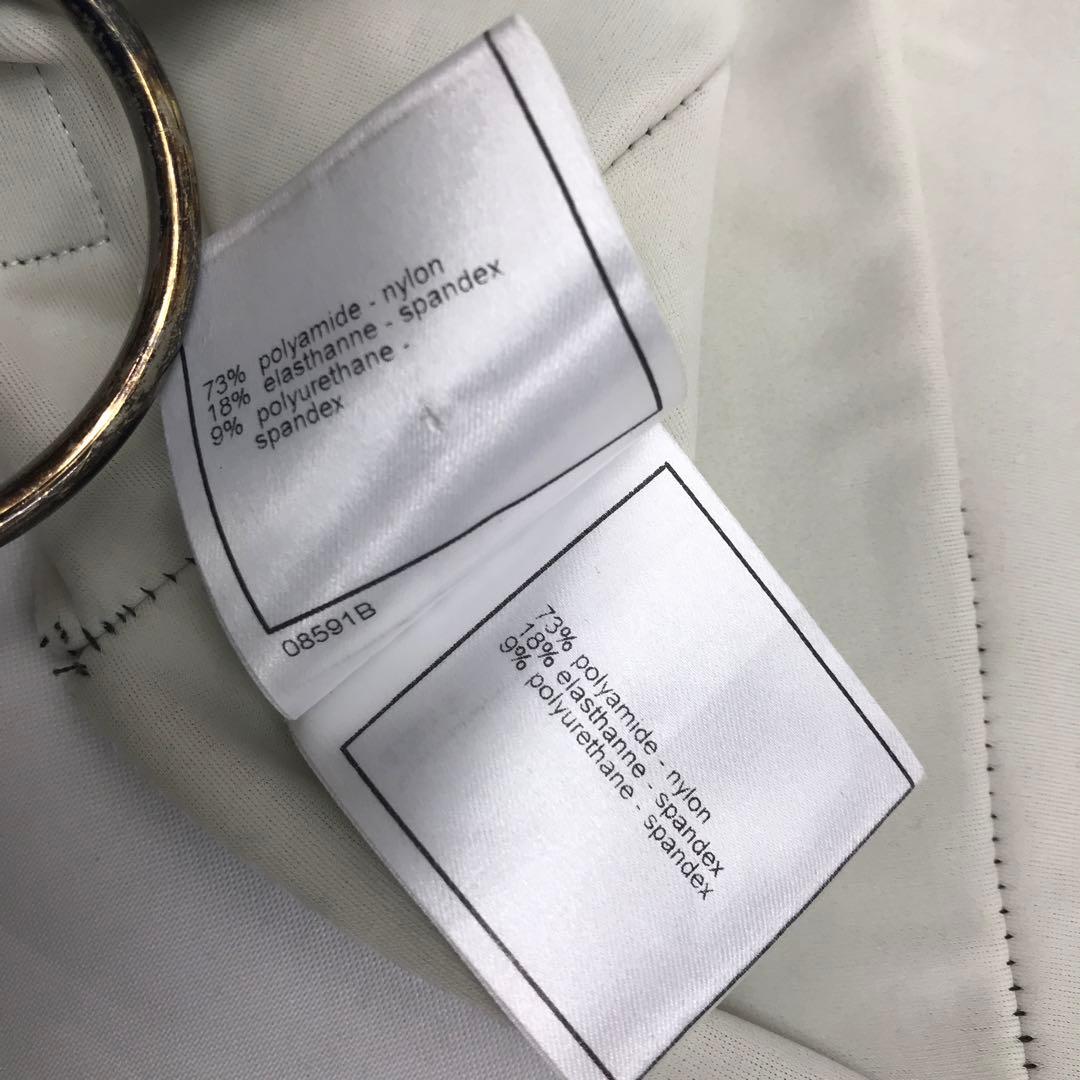 73% polyamide - nylon
18% elasthanne - spandex
9% polyurethane -
spandex
08591B
73% polyamide - nylon
18% elasthanne - spandex
9% polyurethane - spandex